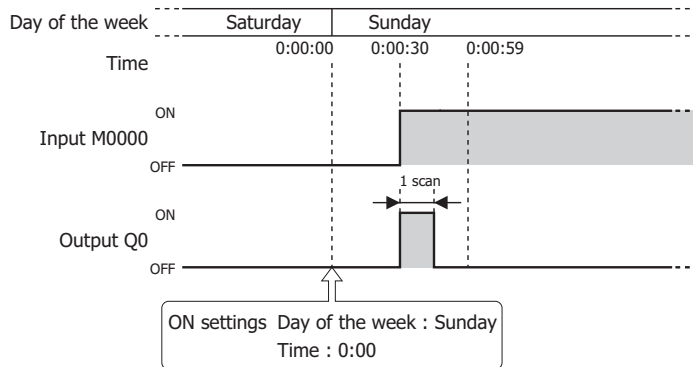 Day of the week Saturday Sunday
Time 0:00:00 0:00:30 0:00:59
ON
Input M0000
OFF
1 scan
ON
Output Q0
OFF
ON settings Day of the week : Sunday
Time : 0:00